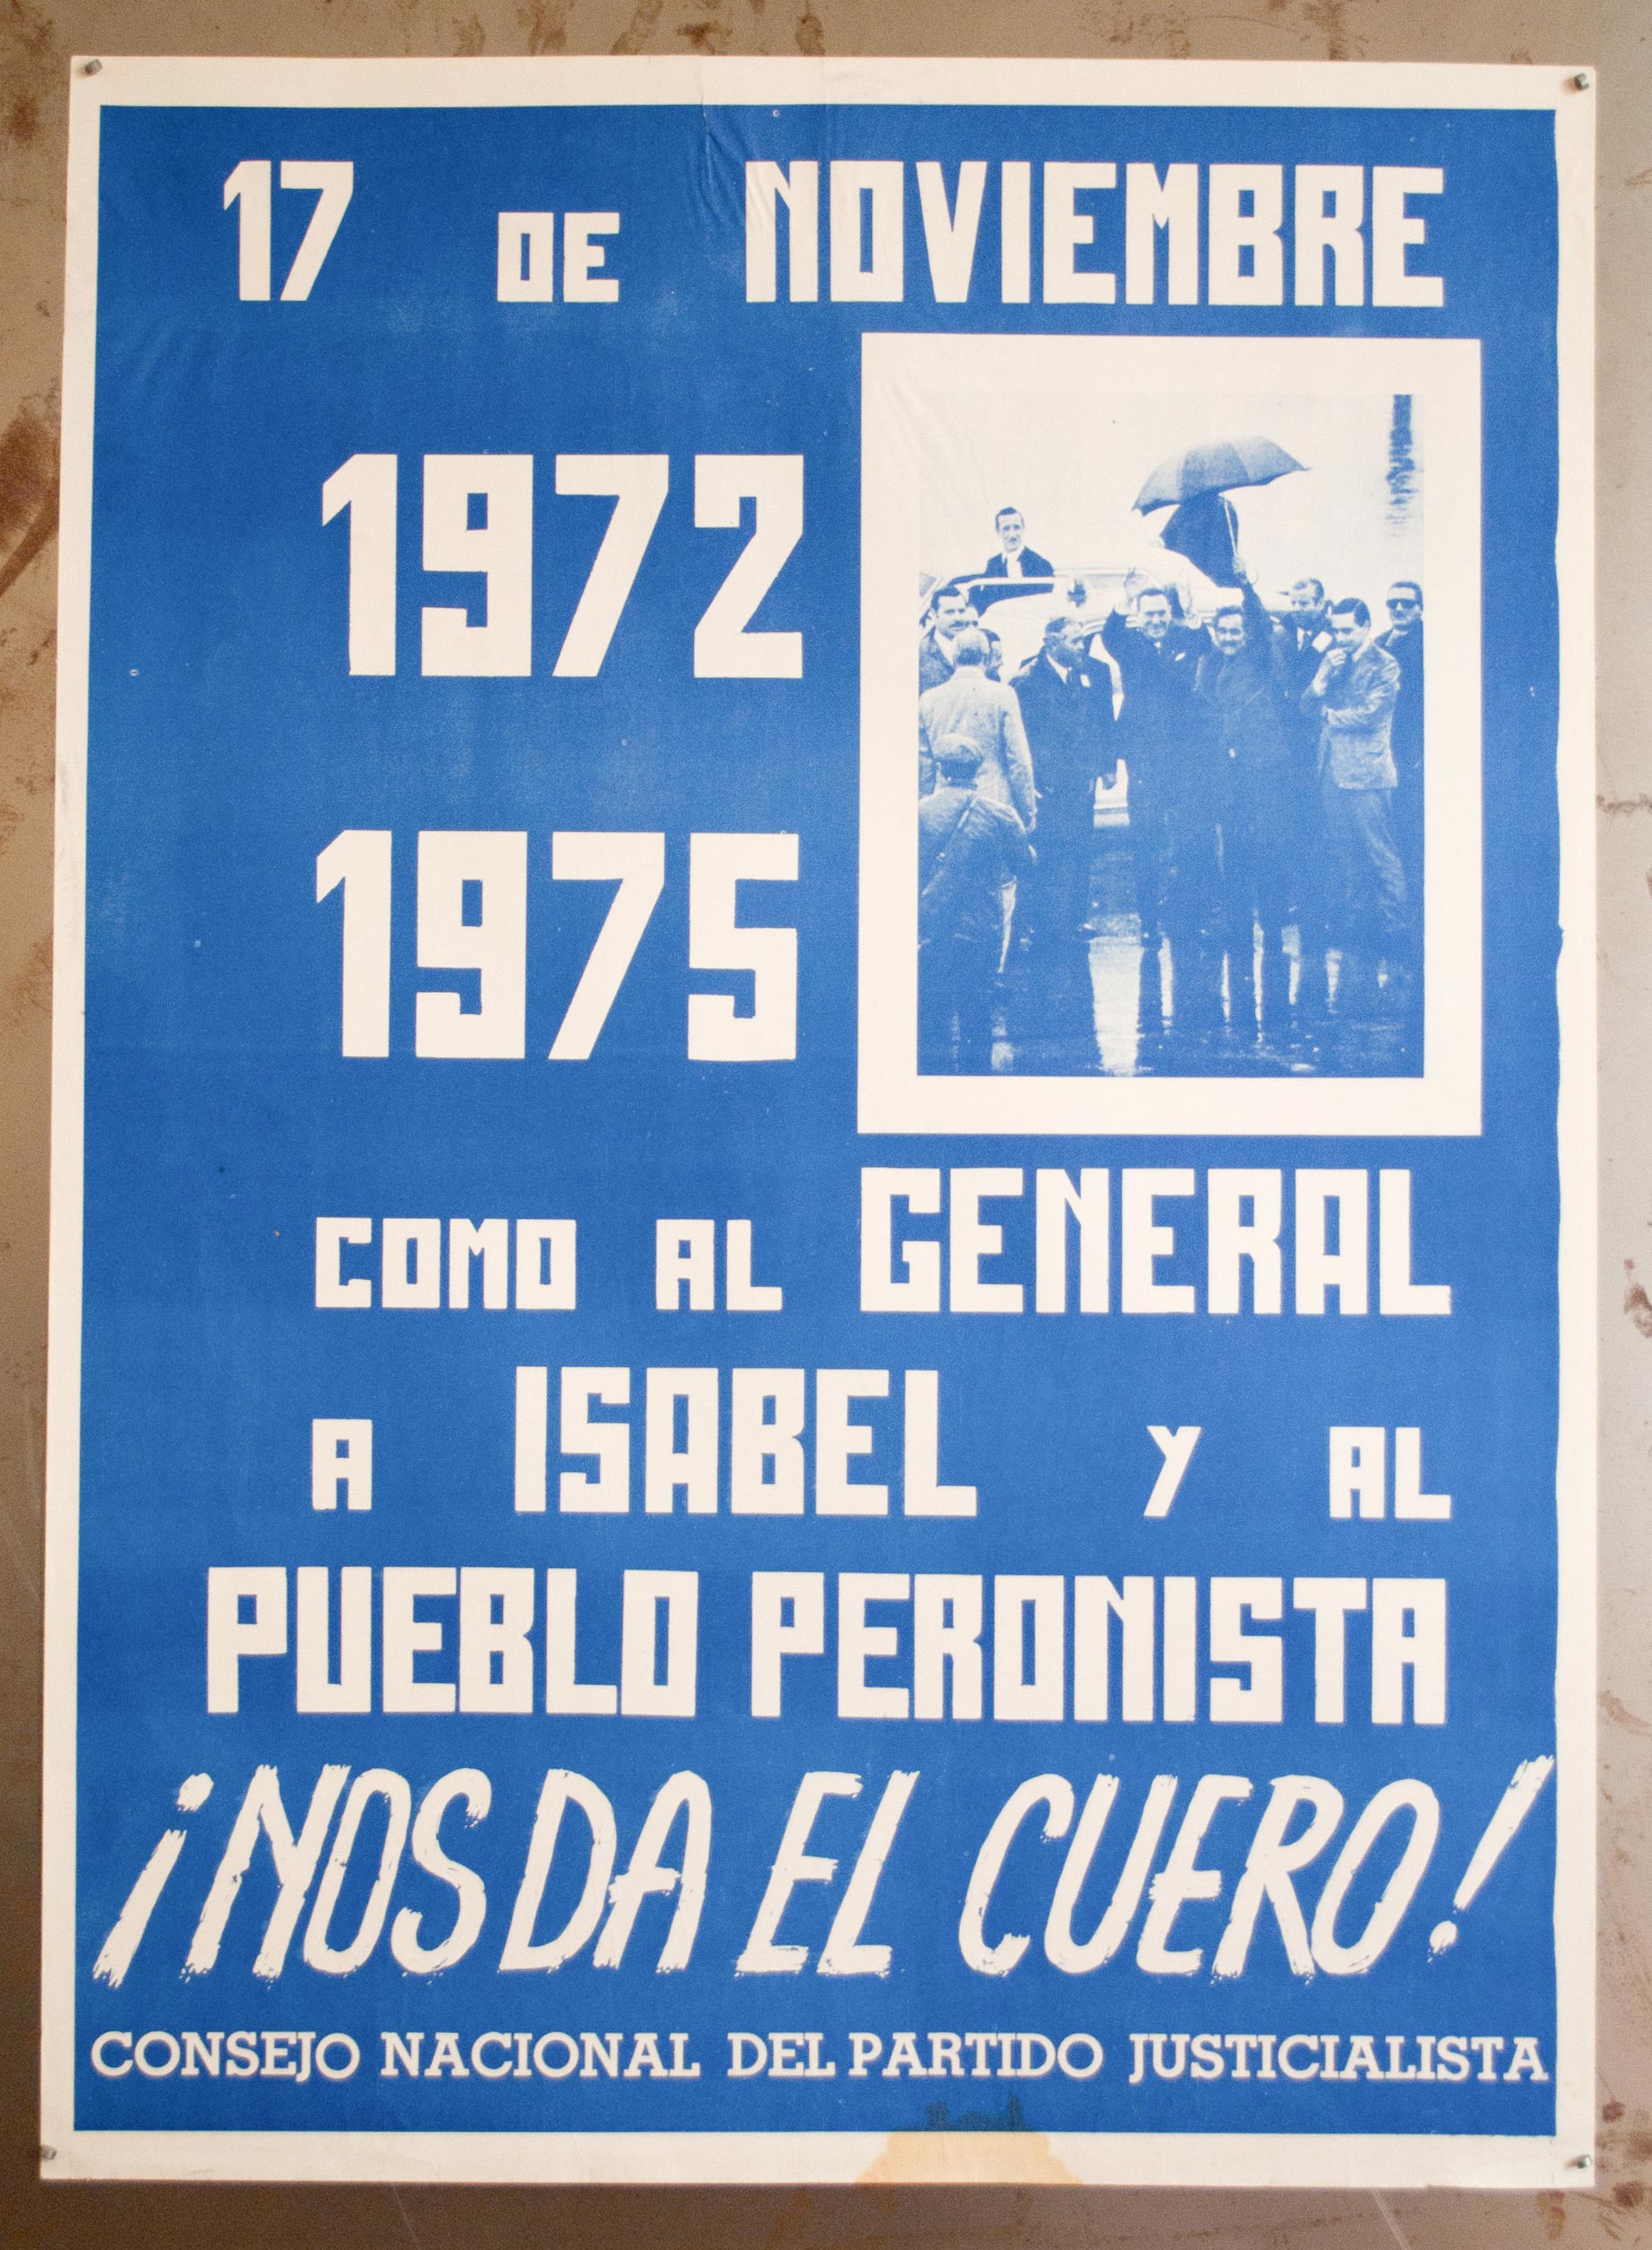 17 DE NOVIEMBRE
1972
1975
COMO AL GENERAL
A ISABEL Y AL
PUEBLO PERONISTA
¡NOS DA EL CUERO!
CONSEJO NACIONAL DEL PARTIDO JUSTICIALISTA